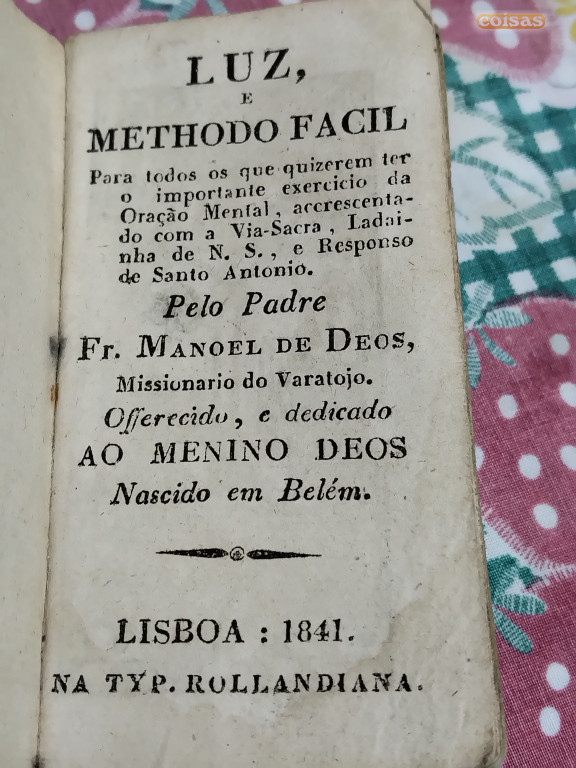 coisas
LUZ,
E
METHODO FACIL
Para todos os que quizerem ter
o importante exercicio da
Oração Mental, accrescenta-
do com a Via-Sacra, Ladai-
nha de N. S., e Responso
de Santo Antonio.
Pelo Padre
Fr. MANOEL DE DEOS,
Missionario do Varatojo.
Offerecido, e dedicado
AO MENINO DEOS
Nascido em Belém.
LISBOA : 1841.
NA TYP. ROLLANDIANA.